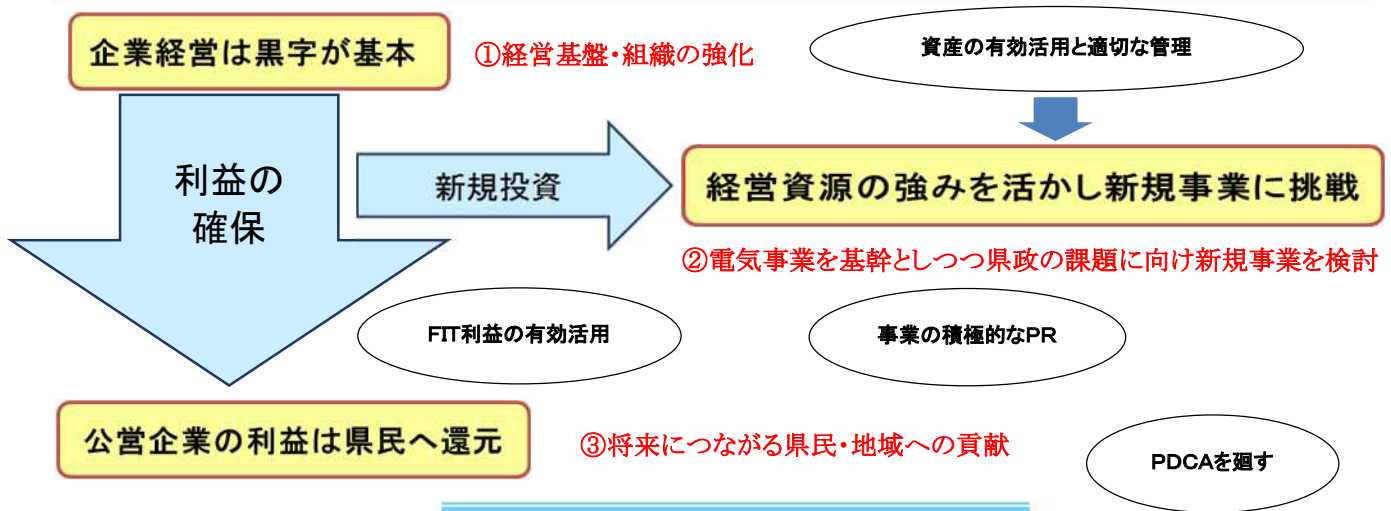 企業経営は黒字が基本
①経営基盤・組織の強化
資産の有効活用と適切な管理
利益の
確保
新規投資
経営資源の強みを活かし新規事業に挑戦
②電気事業を基幹としつつ県政の課題に向け新規事業を検討
FIT利益の有効活用
事業の積極的なPR
公営企業の利益は県民へ還元
③将来につながる県民・地域への貢献
PDCAを廻す